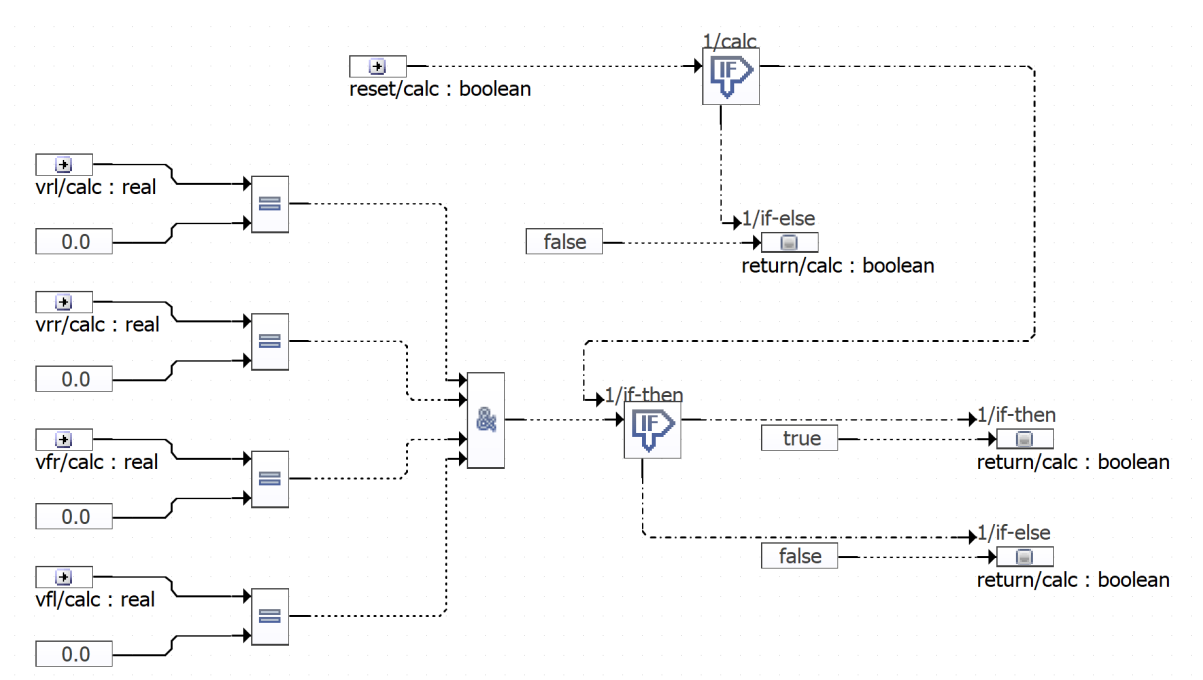 1/calc
IF
reset/calc : boolean
vrl/calc : real
=
0.0
1/if-else
false
return/calc : boolean
vrr/calc : real
=
0.0
&
1/if-then
IF
1/if-then
true
return/calc : boolean
vfr/calc : real
=
0.0
1/if-else
false
return/calc : boolean
vfl/calc : real
=
0.0